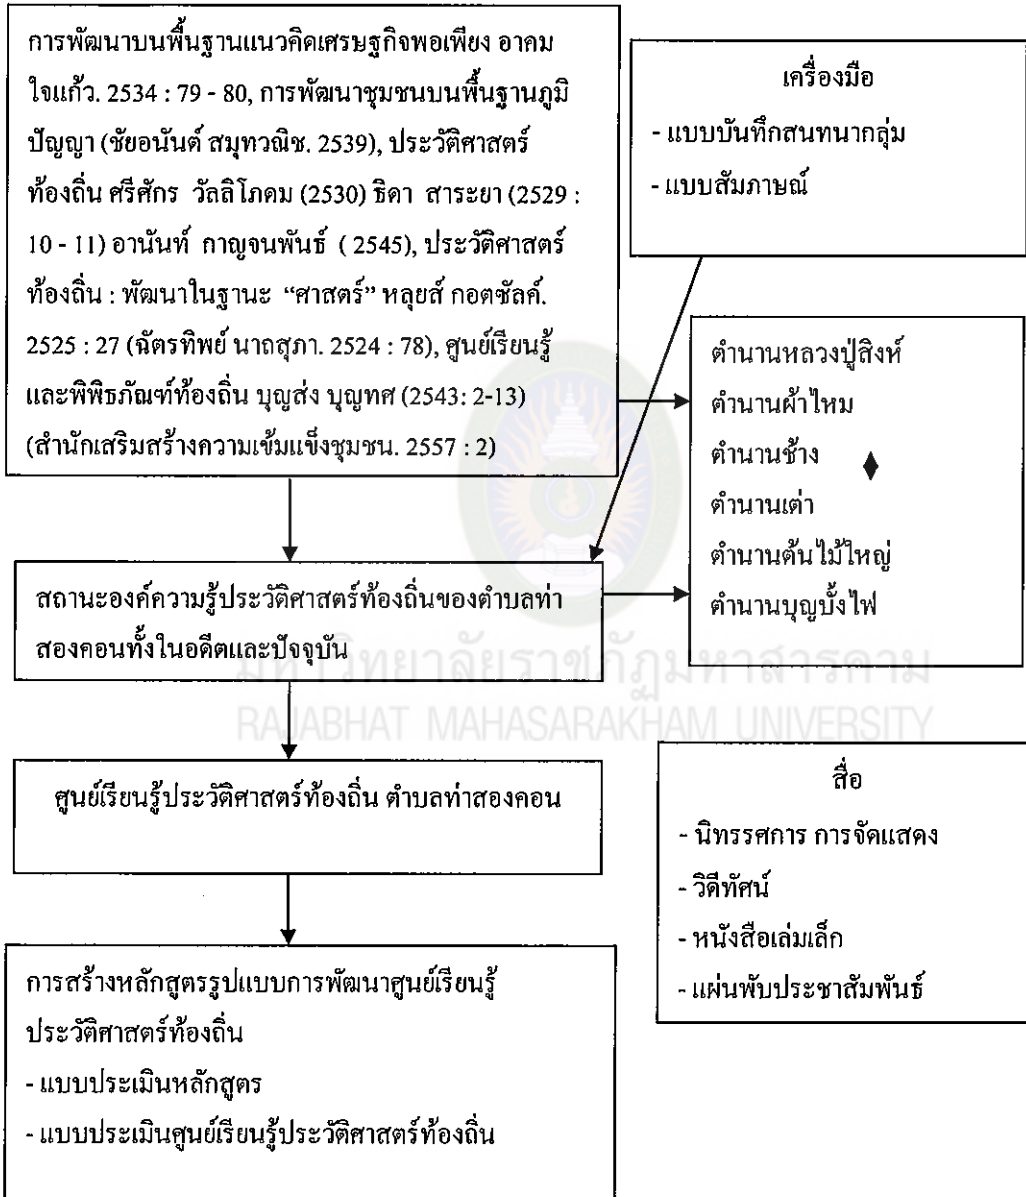 การพัฒนาบนพื้นฐานแนวคิดเศรษฐกิจพอเพียง อาคม
ใจแก้ว. 2534 : 79 - 80, การพัฒนาชุมชนบนพื้นฐานภูมิ
ปัญญา (ชัยอนันต์ สมุทวณิช. 2539), ประวัติศาสตร์
ท้องถิ่น ศรีศักร วัลลิโภดม (2530) ธิดา สาระยา (2529 :
10 - 11) อานันท์ กาญจนพันธ์ ( 2545), ประวัติศาสตร์
ท้องถิ่น : พัฒนาในฐานะ “ศาสตร์” หลุยส์ กอตซัลค์.
2525 : 27 (ฉัตรทิพย์ นาถสุภา. 2524 : 78), ศูนย์เรียนรู้
และพิพิธภัณฑ์ท้องถิ่น บุญส่ง บุญทศ (2543: 2-13)
(สำนักเสริมสร้างความเข้มแข็งชุมชน. 2557 : 2)
เครื่องมือ
- แบบบันทึกสนทนากลุ่ม
- แบบสัมภาษณ์
ตำนานหลวงปู่สิงห์
ตำนานผ้าไหม
ตำนานช้าง
ตำนานเต่า
ตำนานต้นไม้ใหญ่
ตำนานบุญบั้งไฟ
สถานะองค์ความรู้ประวัติศาสตร์ท้องถิ่นของตำบลท่า
สองคอนทั้งในอดีตและปัจจุบัน
มหาวิทยาลัยราชภัฏมหาสารคาม
RAJABHAT MAHASARAKHAM UNIVERSITY
ศูนย์เรียนรู้ประวัติศาสตร์ท้องถิ่น ตำบลท่าสองคอน
สื่อ
- นิทรรศการ การจัดแสดง
- วิดีทัศน์
- หนังสือเล่มเล็ก
- แผ่นพับประชาสัมพันธ์
การสร้างหลักสูตรรูปแบบการพัฒนาศูนย์เรียนรู้
ประวัติศาสตร์ท้องถิ่น
- แบบประเมินหลักสูตร
- แบบประเมินศูนย์เรียนรู้ประวัติศาสตร์ท้องถิ่น